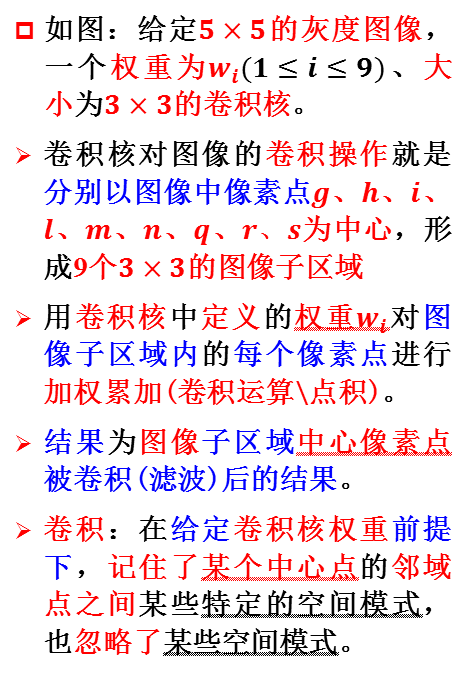 如图：给定5 × 5的灰度图像，
一个权重为wᵢ(1 ≤ i ≤ 9)、大
小为3 × 3的卷积核。
卷积核对图像的卷积操作就是
分别以图像中像素点g、h、i、
l、m、n、q、r、s为中心，形
成9个3 × 3的图像子区域
用卷积核中定义的权重wᵢ对图
像子区域内的每个像素点进行
加权累加(卷积运算\点积)。
结果为图像子区域中心像素点
被卷积(滤波)后的结果。
卷积：在给定卷积核权重前提
下，记住了某个中心点的邻域
点之间某些特定的空间模式，
也忽略了某些空间模式。